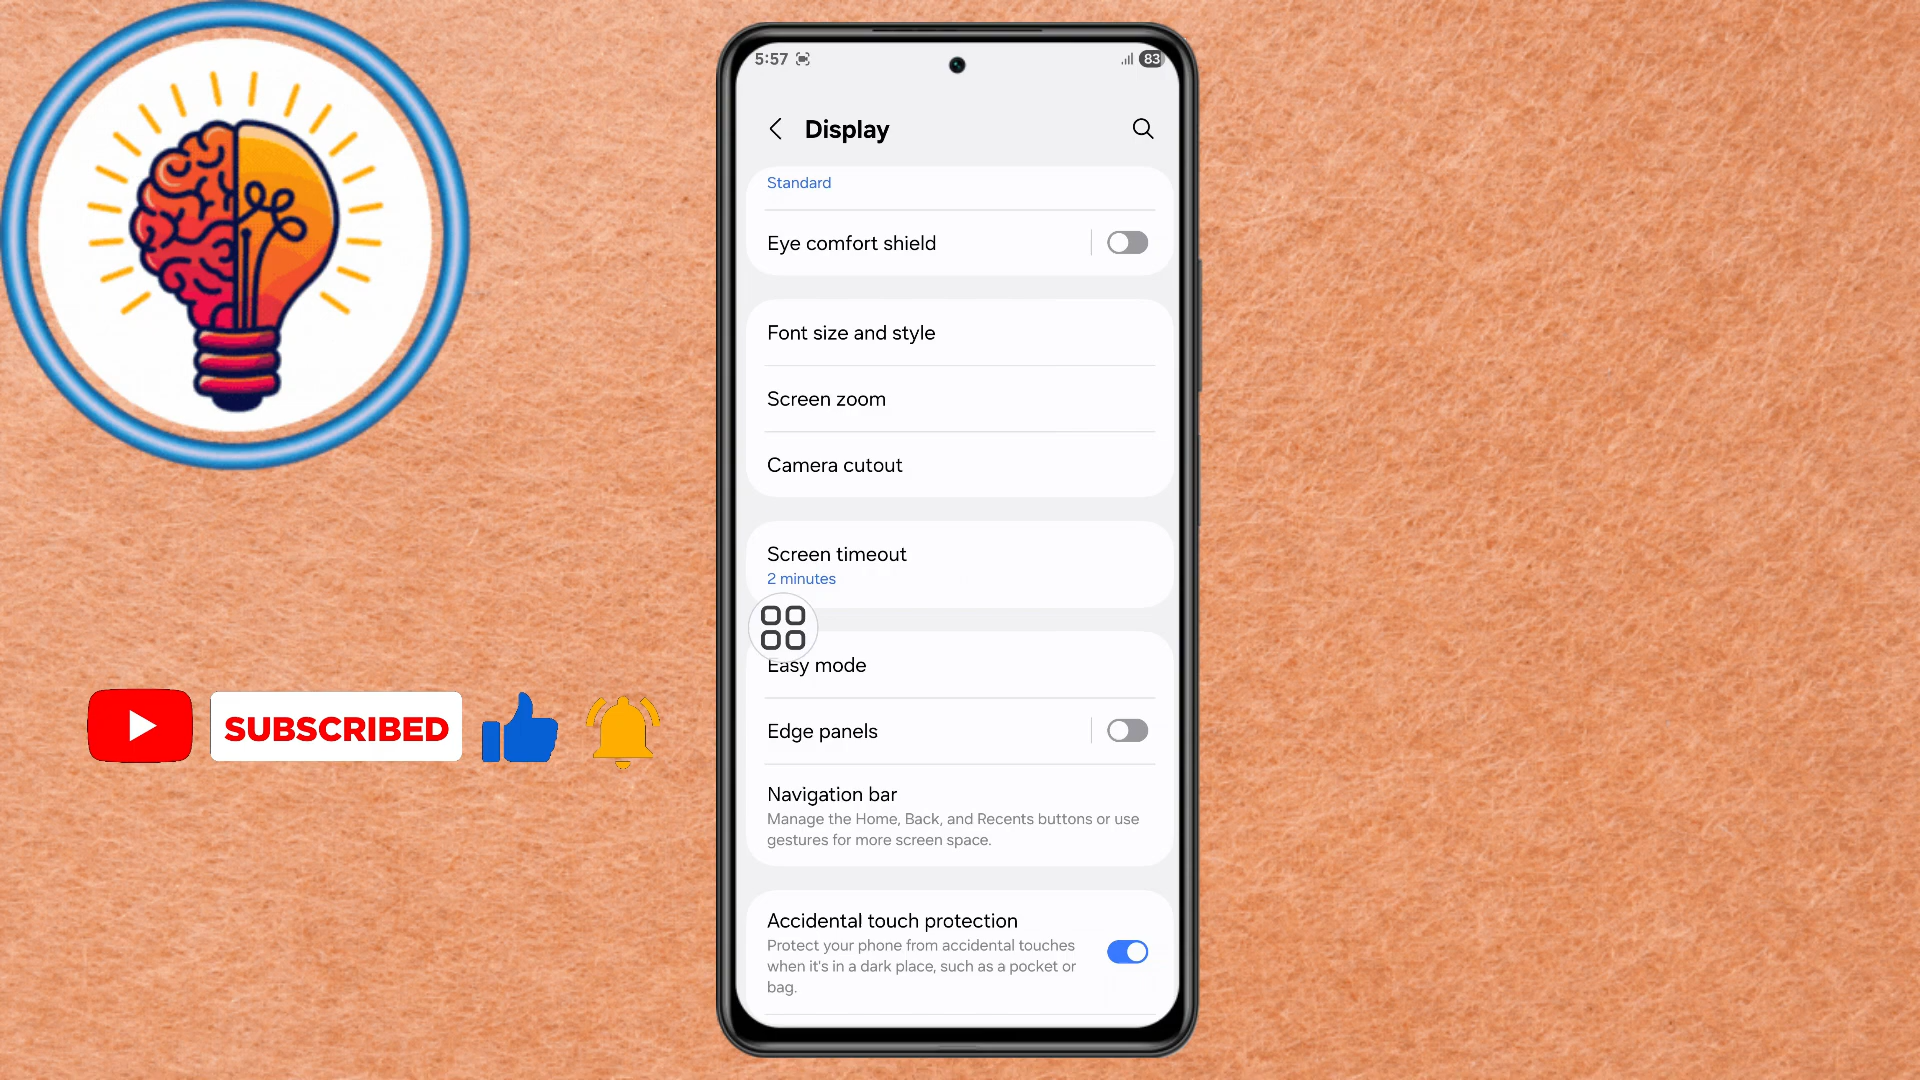 5:57
83
Display
Standard
Eye comfort shield
Font size and style
Screen zoom
Camera cutout
Screen timeout
2 minutes
Easy mode
Edge panels
Navigation bar
Manage the Home, Back, and Recents buttons or use
gestures for more screen space.
Accidental touch protection
Protect your phone from accidental touches
when it's in a dark place, such as a pocket or
bag.
SUBSCRIBED